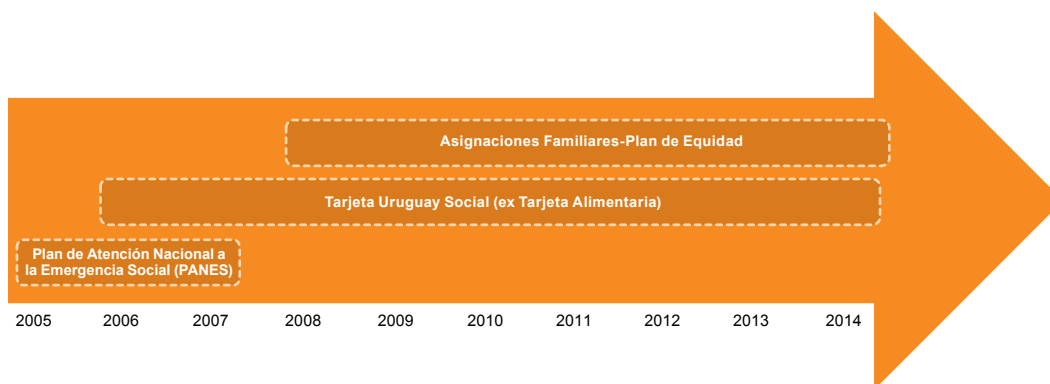 Asignaciones Familiares-Plan de Equidad
Tarjeta Uruguay Social (ex Tarjeta Alimentaria)
Plan de Atención Nacional a
la Emergencia Social (PANES)
2005 2006 2007 2008 2009 2010 2011 2012 2013 2014